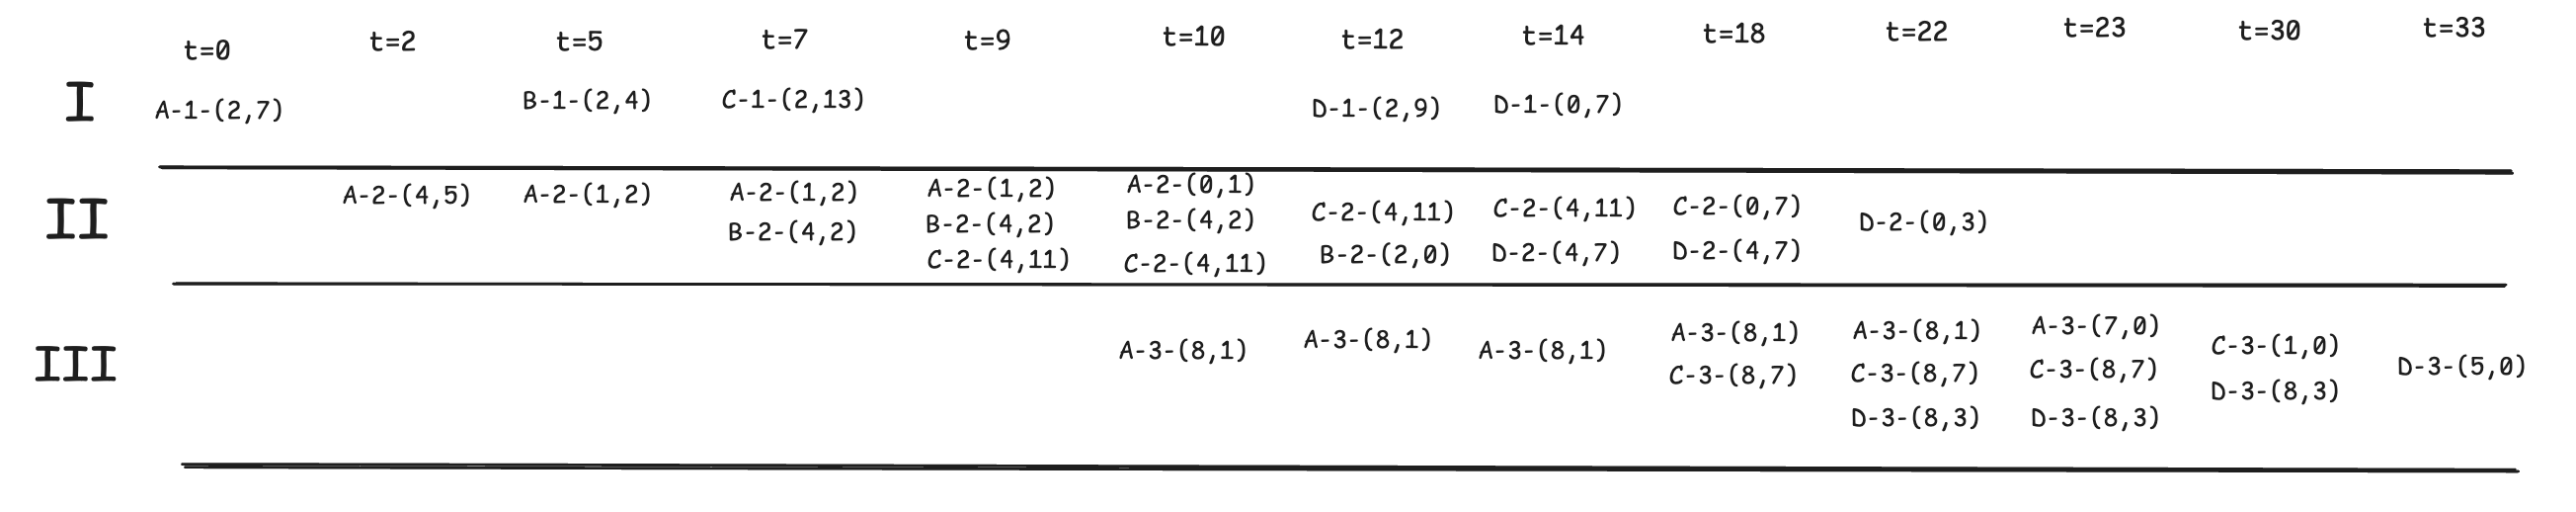 t=0 t=2 t=5 t=7 t=9 t=10 t=12 t=14 t=18 t=22 t=23 t=30 t=33
I A-1-(2,7) B-1-(2,4) C-1-(2,13) D-1-(2,9) D-1-(0,7)
II A-2-(4,5) A-2-(1,2) A-2-(1,2) A-2-(1,2) A-2-(0,1) C-2-(4,11) C-2-(4,11) C-2-(0,7) D-2-(0,3)
B-2-(4,2) B-2-(4,2) B-2-(4,2) B-2-(2,0) D-2-(4,7) D-2-(4,7)
C-2-(4,11) C-2-(4,11)
III A-3-(8,1) A-3-(8,1) A-3-(8,1) A-3-(8,1) A-3-(8,1) A-3-(7,0) C-3-(1,0) D-3-(5,0)
C-3-(8,7) C-3-(8,7) C-3-(8,7) D-3-(8,3)
D-3-(8,3) D-3-(8,3)